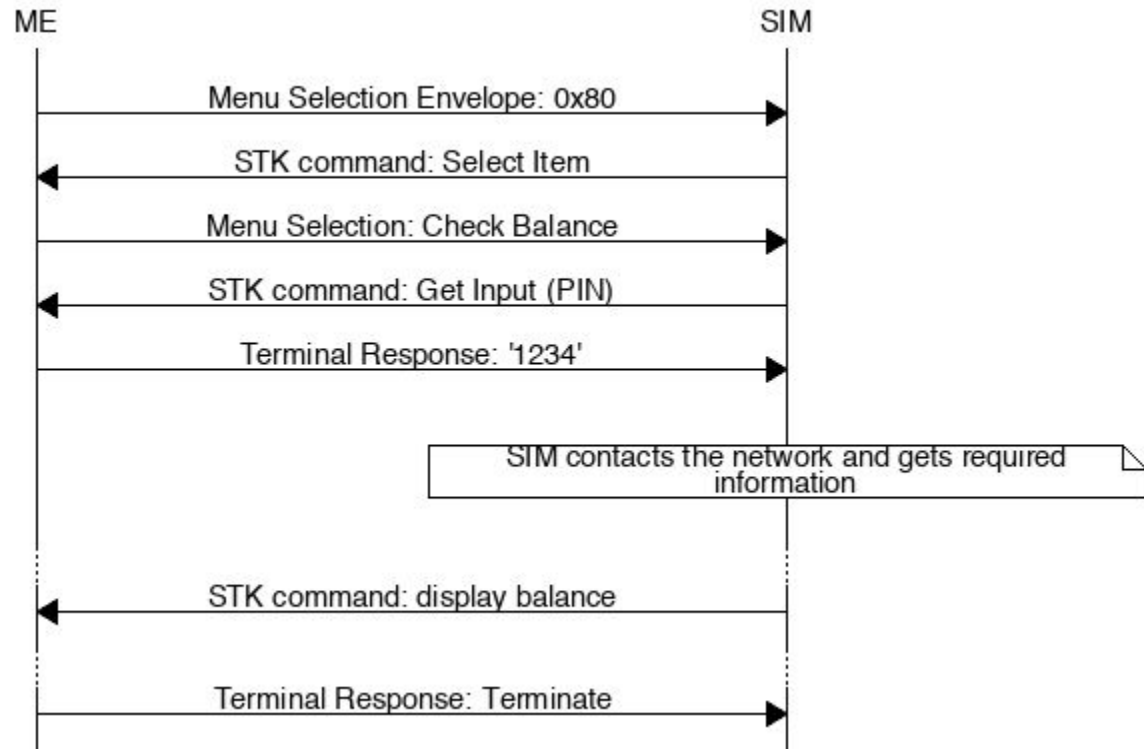 ME SIM
Menu Selection Envelope: 0x80
STK command: Select Item
Menu Selection: Check Balance
STK command: Get Input (PIN)
Terminal Response: '1234'
SIM contacts the network and gets required
information
STK command: display balance
Terminal Response: Terminate